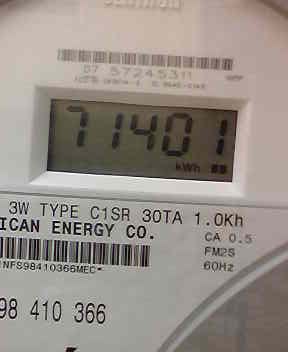 07 57245311
71401
kWh
3W TYPE C1SR 30TA 1.0Kh
ICAN ENERGY CO.
CA 0.5
FM2S
60Hz
INFS98410366MEC*
98 410 366